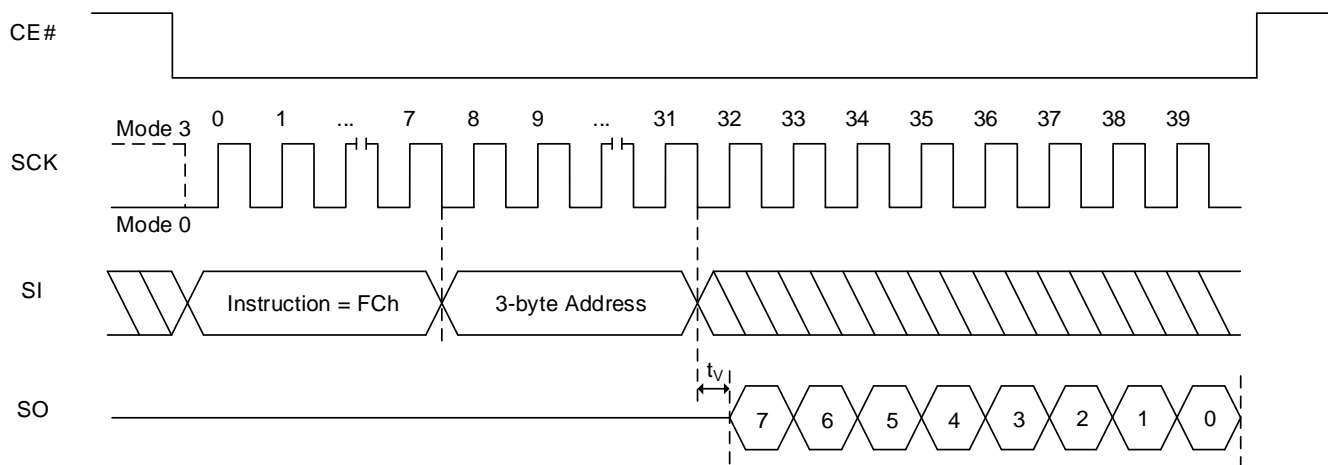 CE#
Mode 3 0 1 ... 7 8 9 ... 31 32 33 34 35 36 37 38 39
SCK
Mode 0
SI Instruction = FCh 3-byte Address
tV
SO 7 6 5 4 3 2 1 0